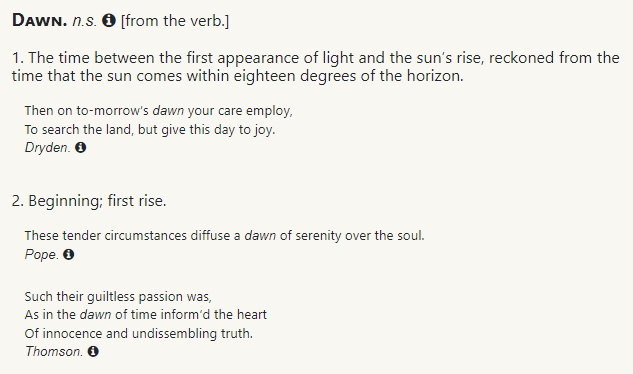 DAWN. n.s. [from the verb.]
1. The time between the first appearance of light and the sun's rise, reckoned from the
time that the sun comes within eighteen degrees of the horizon.
Then on to-morrow's dawn your care employ,
To search the land, but give this day to joy.
Dryden.
2. Beginning; first rise.
These tender circumstances diffuse a dawn of serenity over the soul.
Pope.
Such their guiltless passion was,
As in the dawn of time inform'd the heart
Of innocence and undissembling truth.
Thomson.